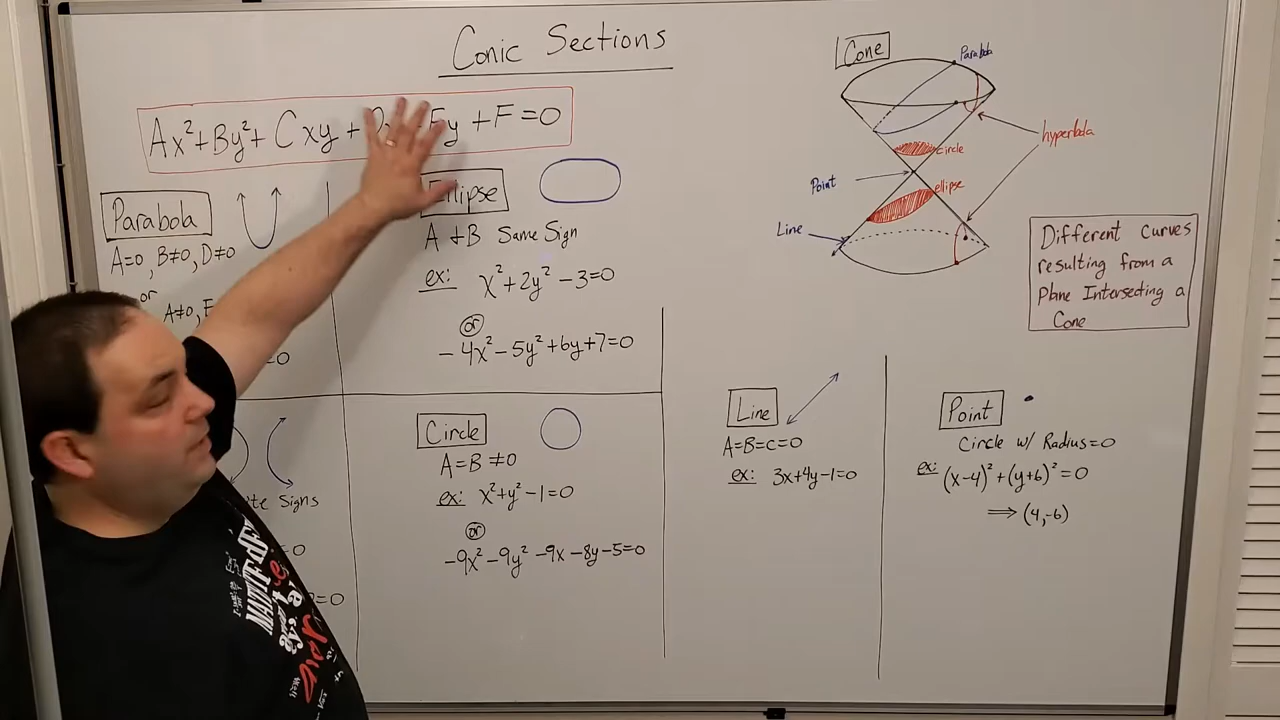 Conic Sections
Ax²+By²+ Cxy + Ey +F=0
Parabola
A=0, B≠0, D≠0
or
A≠0,
=0
Signs
=0
=0
Ellipse
A + B Same Sign
ex: x²+2y²-3=0
or
-4x²-5y²+6y+7=0
Circle
A=B≠0
ex: x²+y²-1=0
or
-9x²-9y²-9x-8y-5=0
Cone
Parabola
hyperbola
circle
Point
ellipse
Line
Different Curves
resulting from a
Plane Intersecting a
Cone
Line
A=B=C=0
ex: 3x+4y-1=0
Point
Circle w/ Radius=0
ex: (x-4)²+(y+6)²=0
⟹ (4,-6)